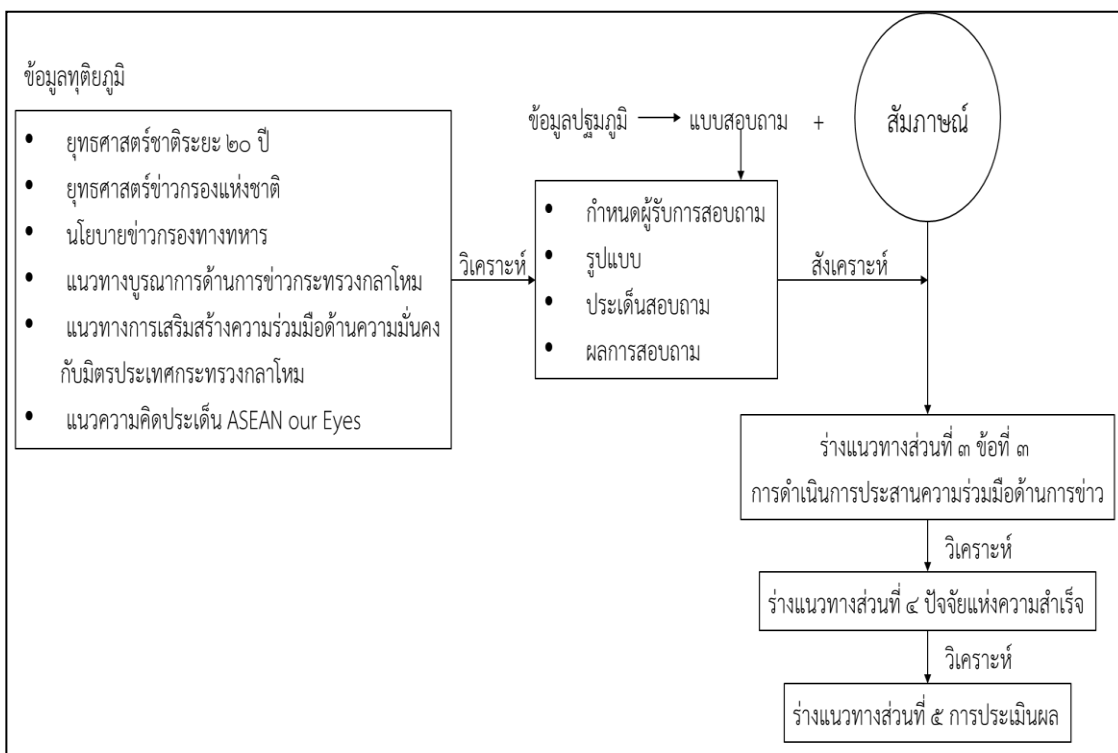 ข้อมูลทุติยภูมิ
• ยุทธศาสตร์ชาติระยะ ๒๐ ปี
• ยุทธศาสตร์ข่าวกรองแห่งชาติ
• นโยบายข่าวกรองทางทหาร
• แนวทางบูรณาการด้านการข่าวกระทรวงกลาโหม
• แนวทางการเสริมสร้างความร่วมมือด้านความมั่นคง
กับมิตรประเทศกระทรวงกลาโหม
• แนวความคิดประเด็น ASEAN our Eyes
วิเคราะห์
ข้อมูลปฐมภูมิ แบบสอบถาม + สัมภาษณ์
• กำหนดผู้รับการสอบถาม
• รูปแบบ
• ประเด็นสอบถาม
• ผลการสอบถาม
สังเคราะห์
ร่างแนวทางส่วนที่ ๓ ข้อที่ ๓
การดำเนินการประสานความร่วมมือด้านการข่าว
วิเคราะห์
ร่างแนวทางส่วนที่ ๔ ปัจจัยแห่งความสำเร็จ
วิเคราะห์
ร่างแนวทางส่วนที่ ๕ การประเมินผล